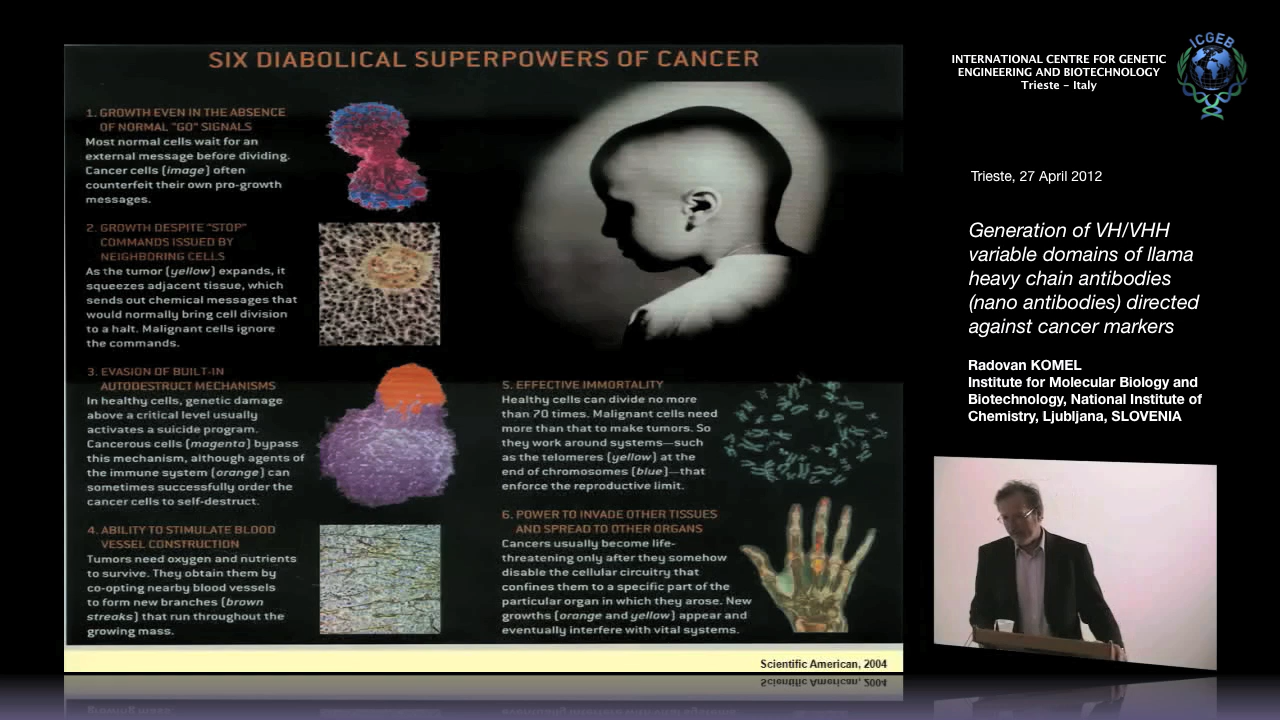 SIX DIABOLICAL SUPERPOWERS OF CANCER
1. GROWTH EVEN IN THE ABSENCE
OF NORMAL "GO" SIGNALS
Most normal cells wait for an
external message before dividing.
Cancer cells (image) often
counterfeit their own pro-growth
messages.
2. GROWTH DESPITE "STOP"
COMMANDS ISSUED BY
NEIGHBORING CELLS
As the tumor (yellow) expands, it
squeezes adjacent tissue, which
sends out chemical messages that
would normally bring cell division
to a halt. Malignant cells ignore
the commands.
3. EVASION OF BUILT-IN
AUTODESTRUCT MECHANISMS
In healthy cells, genetic damage
above a critical level usually
activates a suicide program.
Cancerous cells (magenta) bypass
this mechanism, although agents of
the immune system (orange) can
sometimes successfully order the
cancer cells to self-destruct.
4. ABILITY TO STIMULATE BLOOD
VESSEL CONSTRUCTION
Tumors need oxygen and nutrients
to survive. They obtain them by
co-opting nearby blood vessels
to form new branches (brown
streaks) that run throughout the
growing mass.
5. EFFECTIVE IMMORTALITY
Healthy cells can divide no more
than 70 times. Malignant cells need
more than that to make tumors. So
they work around systems—such
as the telomeres (yellow) at the
end of chromosomes (blue)—that
enforce the reproductive limit.
6. POWER TO INVADE OTHER TISSUES
AND SPREAD TO OTHER ORGANS
Cancers usually become life-
threatening only after they somehow
disable the cellular circuitry that
confines them to a specific part of the
particular organ in which they arose. New
growths (orange and yellow) appear and
eventually interfere with vital systems.
Scientific American, 2004
INTERNATIONAL CENTRE FOR GENETIC
ENGINEERING AND BIOTECHNOLOGY
Trieste - Italy
ICGEB
Trieste, 27 April 2012
Generation of VH/VHH
variable domains of llama
heavy chain antibodies
(nano antibodies) directed
against cancer markers
Radovan KOMEL
Institute for Molecular Biology and
Biotechnology, National Institute of
Chemistry, Ljubljana, SLOVENIA